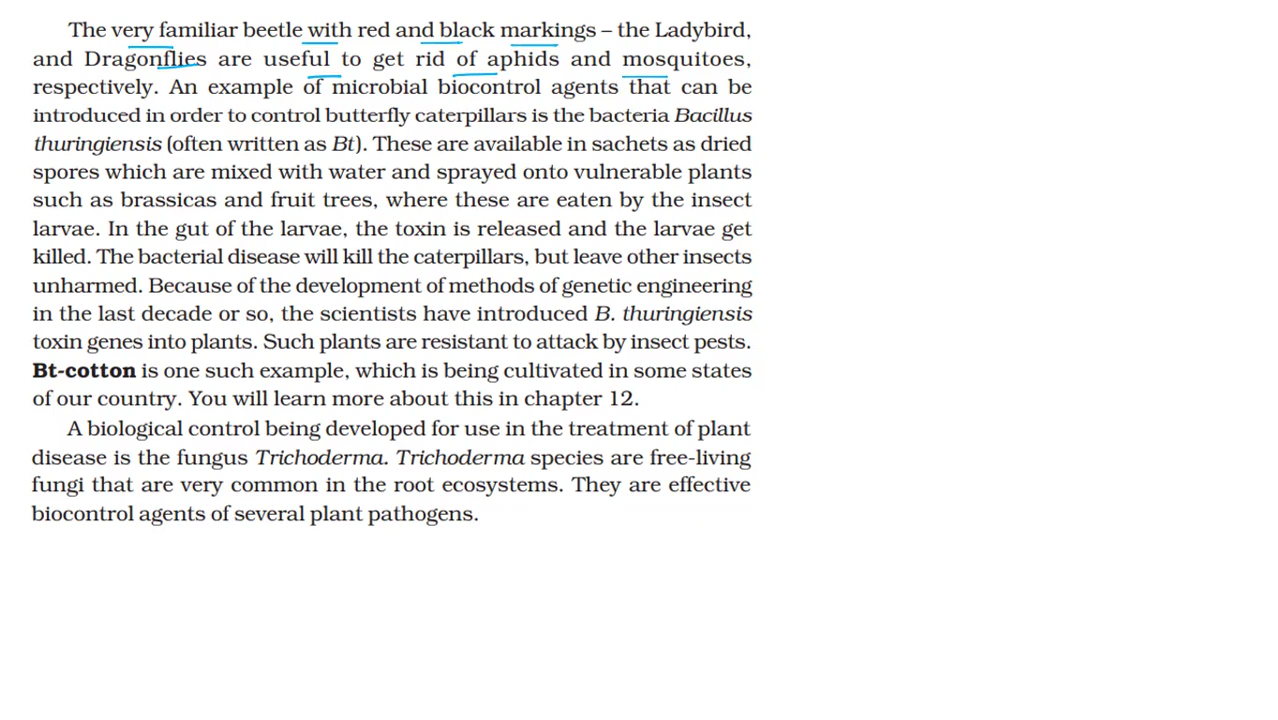 The very familiar beetle with red and black markings – the Ladybird,
and Dragonflies are useful to get rid of aphids and mosquitoes,
respectively. An example of microbial biocontrol agents that can be
introduced in order to control butterfly caterpillars is the bacteria Bacillus
thuringiensis (often written as Bt). These are available in sachets as dried
spores which are mixed with water and sprayed onto vulnerable plants
such as brassicas and fruit trees, where these are eaten by the insect
larvae. In the gut of the larvae, the toxin is released and the larvae get
killed. The bacterial disease will kill the caterpillars, but leave other insects
unharmed. Because of the development of methods of genetic engineering
in the last decade or so, the scientists have introduced B. thuringiensis
toxin genes into plants. Such plants are resistant to attack by insect pests.
Bt-cotton is one such example, which is being cultivated in some states
of our country. You will learn more about this in chapter 12.
A biological control being developed for use in the treatment of plant
disease is the fungus Trichoderma. Trichoderma species are free-living
fungi that are very common in the root ecosystems. They are effective
biocontrol agents of several plant pathogens.